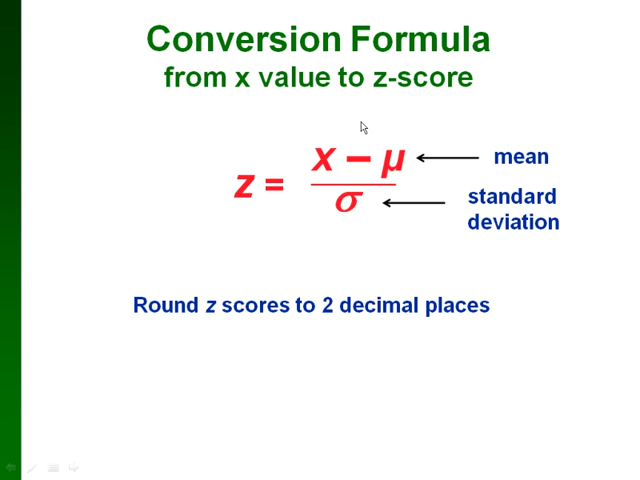 Conversion Formula
from x value to z-score
z = x – μ / σ
mean
standard
deviation
Round z scores to 2 decimal places